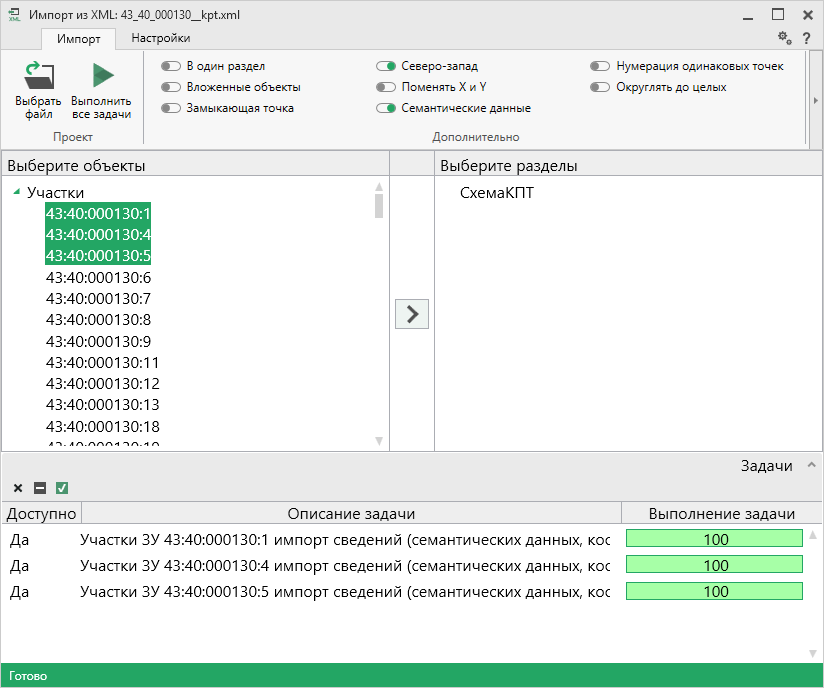 XML Импорт из XML: 43_40_000130__kpt.xml
Импорт Настройки
?
Выбрать файл
Выполнить все задачи
Проект
В один раздел
Вложенные объекты
Замыкающая точка
Северо-запад
Поменять X и Y
Семантические данные
Нумерация одинаковых точек
Округлять до целых
Дополнительно
Выберите объекты
Участки
43:40:000130:1
43:40:000130:4
43:40:000130:5
43:40:000130:6
43:40:000130:7
43:40:000130:8
43:40:000130:9
43:40:000130:11
43:40:000130:12
43:40:000130:13
43:40:000130:18
Выберите разделы
СхемаКПТ
Задачи
Доступно Описание задачи Выполнение задачи
Да Участки ЗУ 43:40:000130:1 импорт сведений (семантических данных, кос 100
Да Участки ЗУ 43:40:000130:4 импорт сведений (семантических данных, кос 100
Да Участки ЗУ 43:40:000130:5 импорт сведений (семантических данных, кос 100
Готово